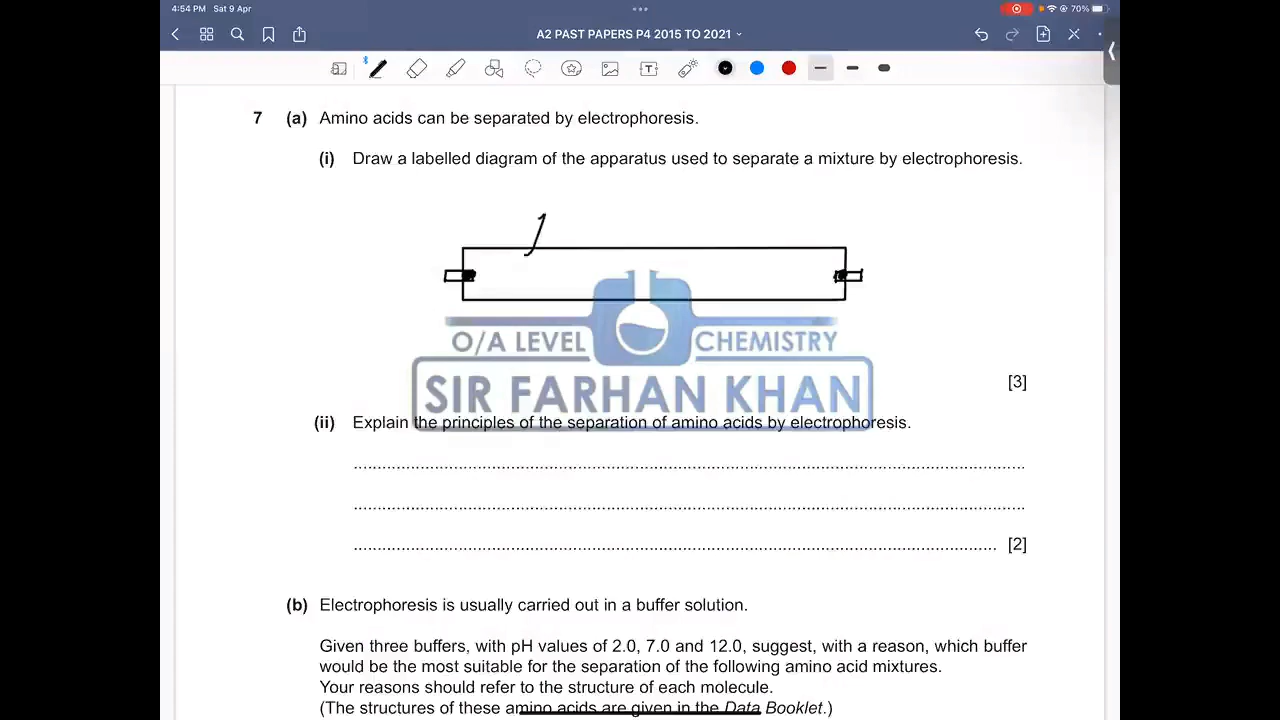 4:54 PM Sat 9 Apr
70%
A2 PAST PAPERS P4 2015 TO 2021
7 (a) Amino acids can be separated by electrophoresis.
(i) Draw a labelled diagram of the apparatus used to separate a mixture by electrophoresis.
O/A LEVEL CHEMISTRY
SIR FARHAN KHAN
[3]
(ii) Explain the principles of the separation of amino acids by electrophoresis.
[2]
(b) Electrophoresis is usually carried out in a buffer solution.
Given three buffers, with pH values of 2.0, 7.0 and 12.0, suggest, with a reason, which buffer
would be the most suitable for the separation of the following amino acid mixtures.
Your reasons should refer to the structure of each molecule.
(The structures of these amino acids are given in the Data Booklet.)